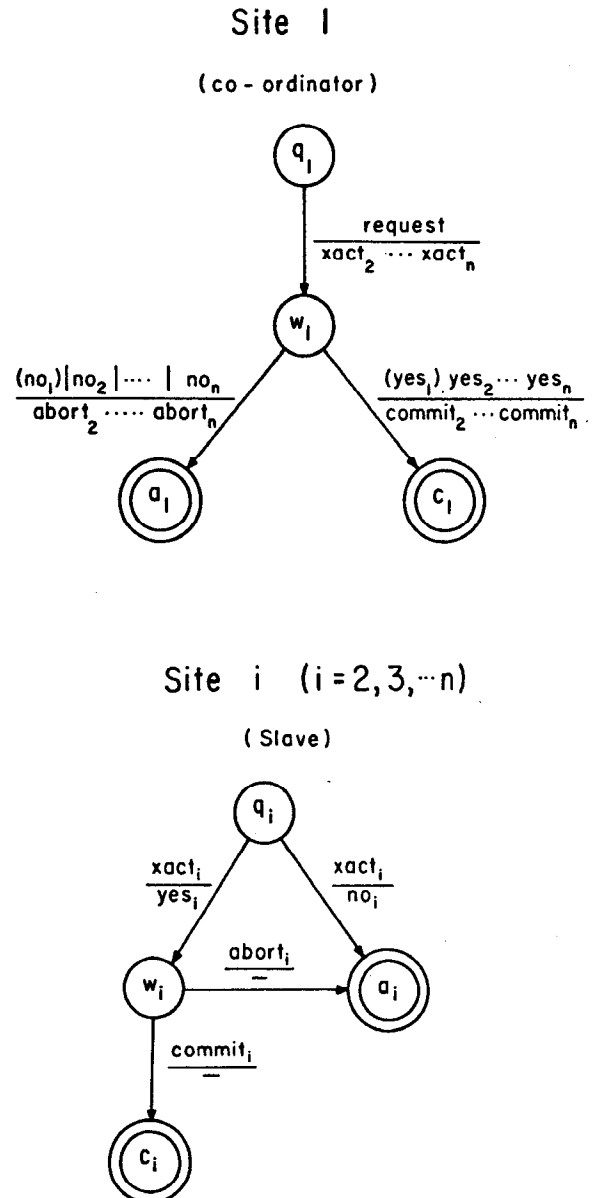 Site 1
(co-ordinator)
q₁
request
xact₂ ··· xactₙ
w₁
(no₁)|no₂|····| noₙ
abort₂ ····· abortₙ
(yes₁) yes₂··· yesₙ
commit₂ ··· commitₙ
a₁
c₁
Site i (i=2,3,···n)
(Slave)
qᵢ
xactᵢ
yesᵢ
xactᵢ
noᵢ
abortᵢ
–
wᵢ
aᵢ
commitᵢ
–
cᵢ